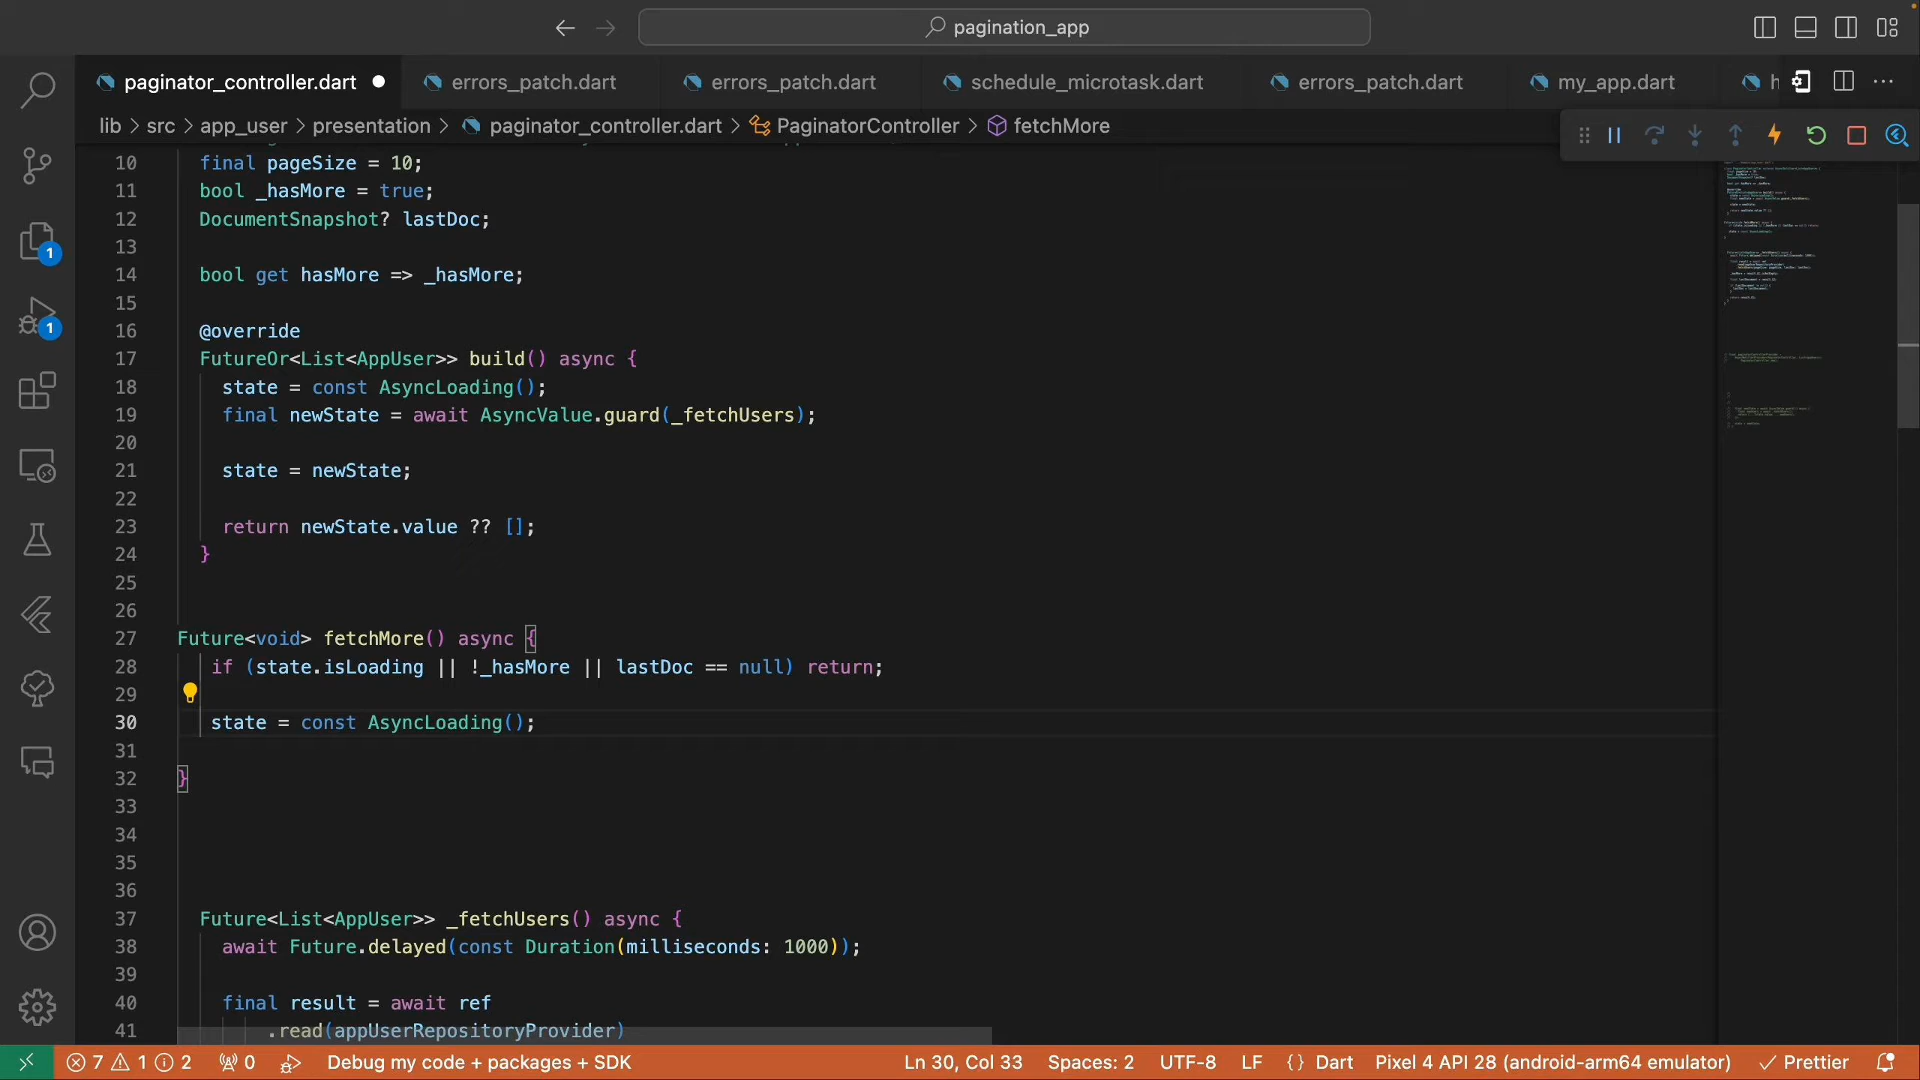 pagination_app
paginator_controller.dart
errors_patch.dart
errors_patch.dart
schedule_microtask.dart
errors_patch.dart
my_app.dart
h
lib > src > app_user > presentation > paginator_controller.dart > PaginatorController > fetchMore
10 final pageSize = 10;
11 bool _hasMore = true;
12 DocumentSnapshot? lastDoc;
13
14 bool get hasMore => _hasMore;
15
16 @override
17 FutureOr<List<AppUser>> build() async {
18 state = const AsyncLoading();
19 final newState = await AsyncValue.guard(_fetchUsers);
20
21 state = newState;
22
23 return newState.value ?? [];
24 }
25
26
27 Future<void> fetchMore() async {
28 if (state.isLoading || !_hasMore || lastDoc == null) return;
29
30 state = const AsyncLoading();
31
32 }
33
34
35
36
37 Future<List<AppUser>> _fetchUsers() async {
38 await Future.delayed(const Duration(milliseconds: 1000));
39
40 final result = await ref
41 .read(appUserRepositoryProvider)
1
1
7 1 2 0 Debug my code + packages + SDK Ln 30, Col 33 Spaces: 2 UTF-8 LF {} Dart Pixel 4 API 28 (android-arm64 emulator) Prettier